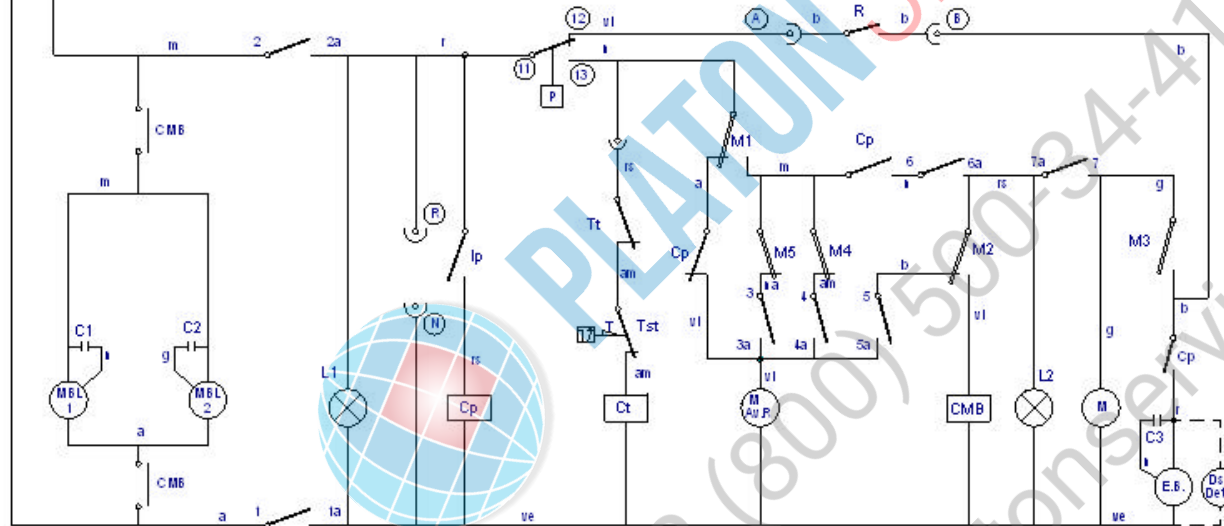 12
vl
A
b
R
b
B
m
2
2a
r
11
13
P
b
CMB
M1
Cp
m
6
6a
7a
7
rs
rs
g
m
a
R
Tt
Ip
Cp
M5
M4
M2
M3
am
am
b
b
3
4
5
N
T
Tst
vl
vl
C1
C2
g
3a
4a
5a
Cp
rs
am
vl
g
L1
L2
MBL
1
MBL
2
Cp
Ct
M
Av.R
CMB
M
r
C3
a
E.B.
Ds
Det
CMB
a
1
1a
ve
ve
PLATON
8 (800) 500-34-41